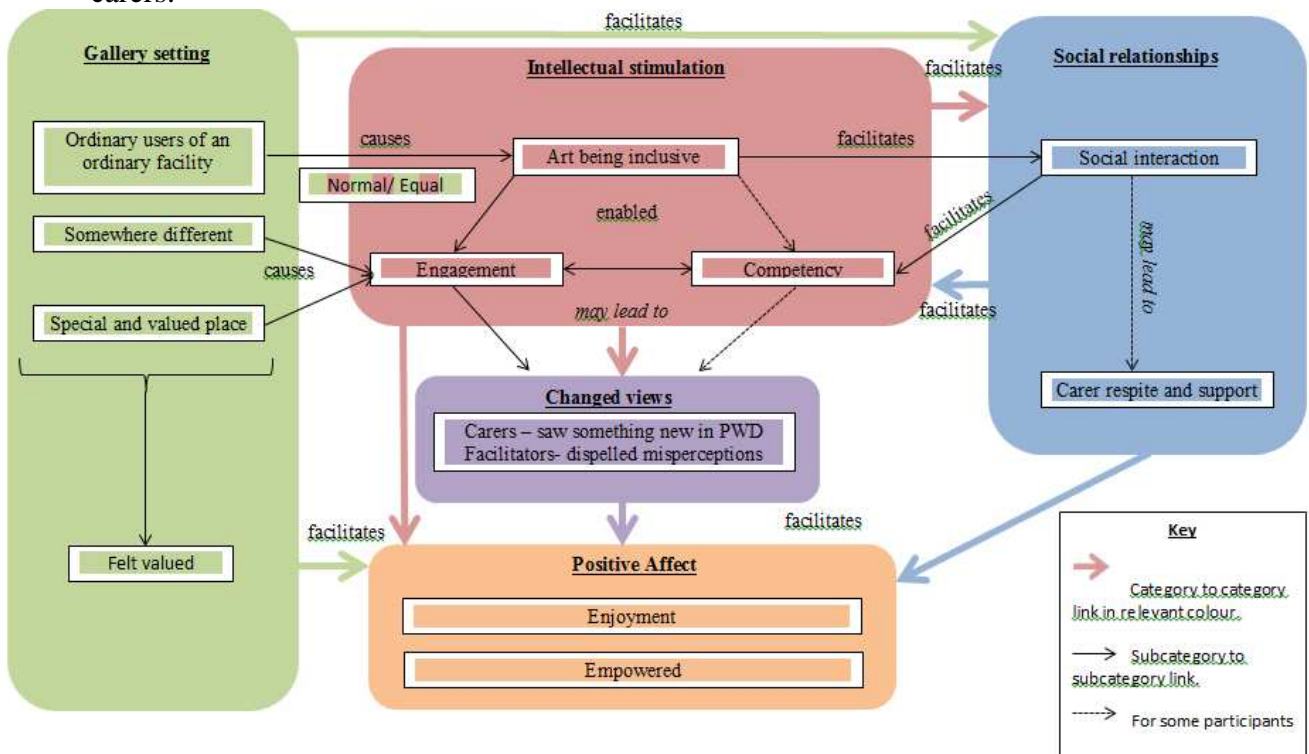 carers.
facilitates
Gallery setting
Intellectual stimulation
facilitates
Social relationships
Ordinary users of an
ordinary facility
causes
Art being inclusive
facilitates
Social interaction
Normal/ Equal
enabled
facilitates
Somewhere different
causes
Engagement
Competency
may lead to
Special and valued place
may lead to
facilitates
Changed views
Carers – saw something new in PWD
Facilitators- dispelled misperceptions
Carer respite and support
facilitates
facilitates
Felt valued
Positive Affect
Enjoyment
Empowered
Key
Category to category
link in relevant colour.
Subcategory to
subcategory link.
For some participants